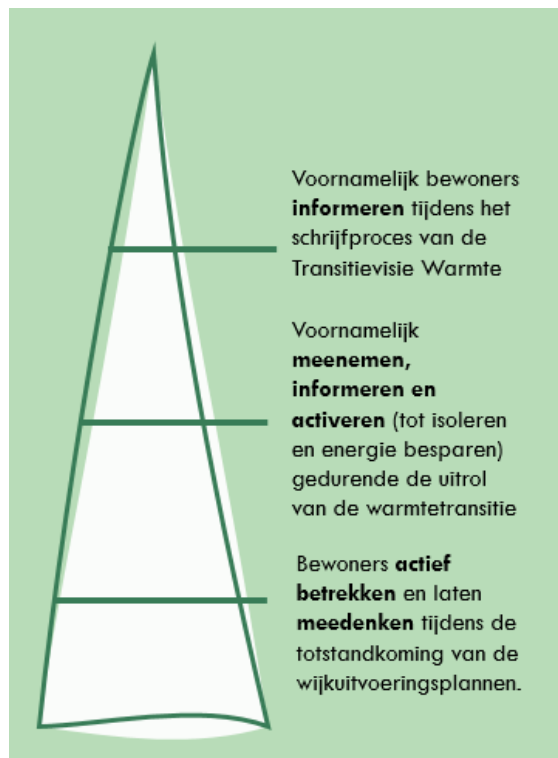 Voornamelijk bewoners
informeren tijdens het
schrijfproces van de
Transitievisie Warmte
Voornamelijk
meenemen,
informeren en
activeren (tot isoleren
en energie besparen)
gedurende de uitrol
van de warmtetransitie
Bewoners actief
betrekken en laten
meedenken tijdens de
totstandkoming van de
wijkuitvoeringsplannen.